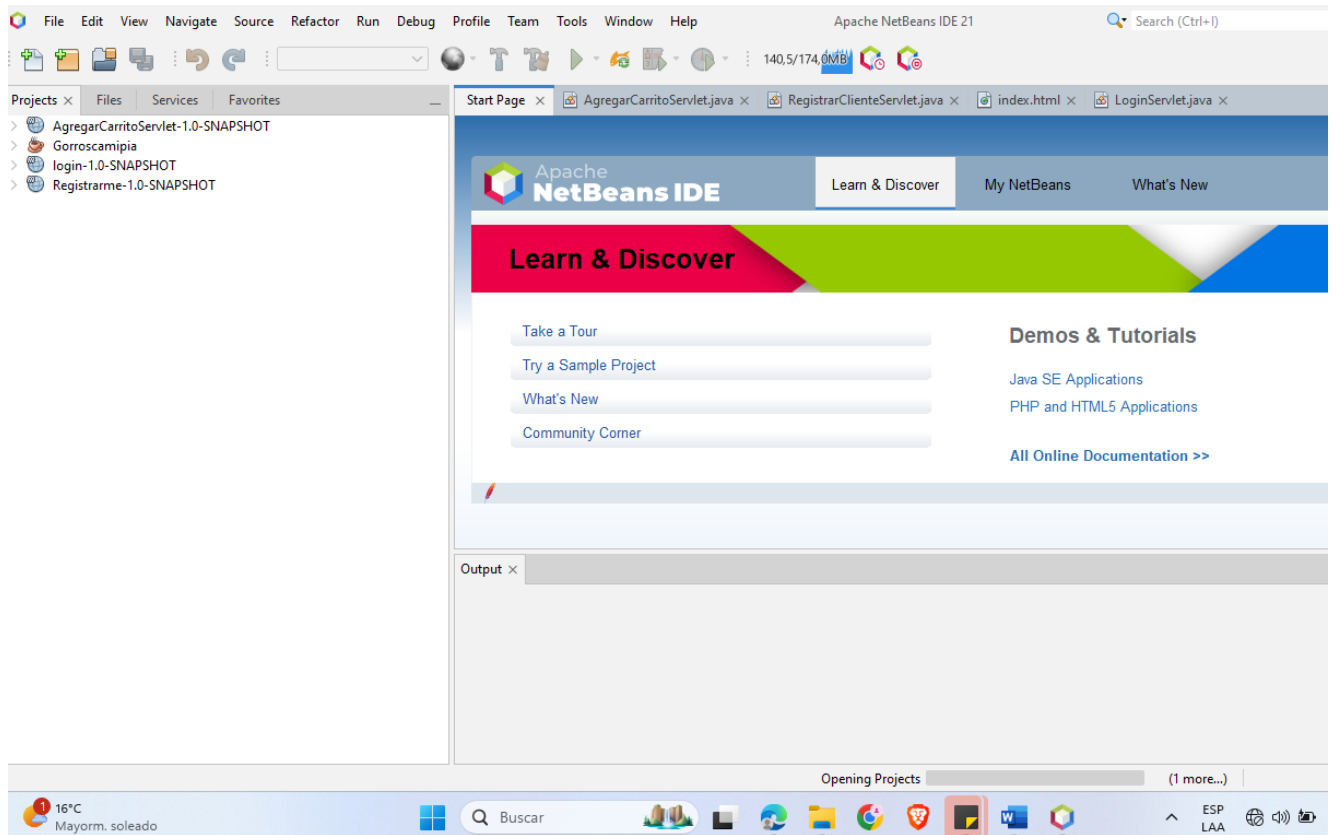 File Edit View Navigate Source Refactor Run Debug Profile Team Tools Window Help
Apache NetBeans IDE 21
Search (Ctrl+I)
140,5/174,0MB
Projects Files Services Favorites
AgregarCarritoServlet-1.0-SNAPSHOT
Gorroscamipia
login-1.0-SNAPSHOT
Registrarme-1.0-SNAPSHOT
Start Page AgregarCarritoServlet.java RegistrarClienteServlet.java index.html LoginServlet.java
Apache
NetBeans IDE
Learn & Discover My NetBeans What's New
Learn & Discover
Take a Tour
Try a Sample Project
What's New
Community Corner
Demos & Tutorials
Java SE Applications
PHP and HTML5 Applications
All Online Documentation >>
Output
Opening Projects (1 more...)
1
16°C
Mayorm. soleado
Buscar
ESP
LAA